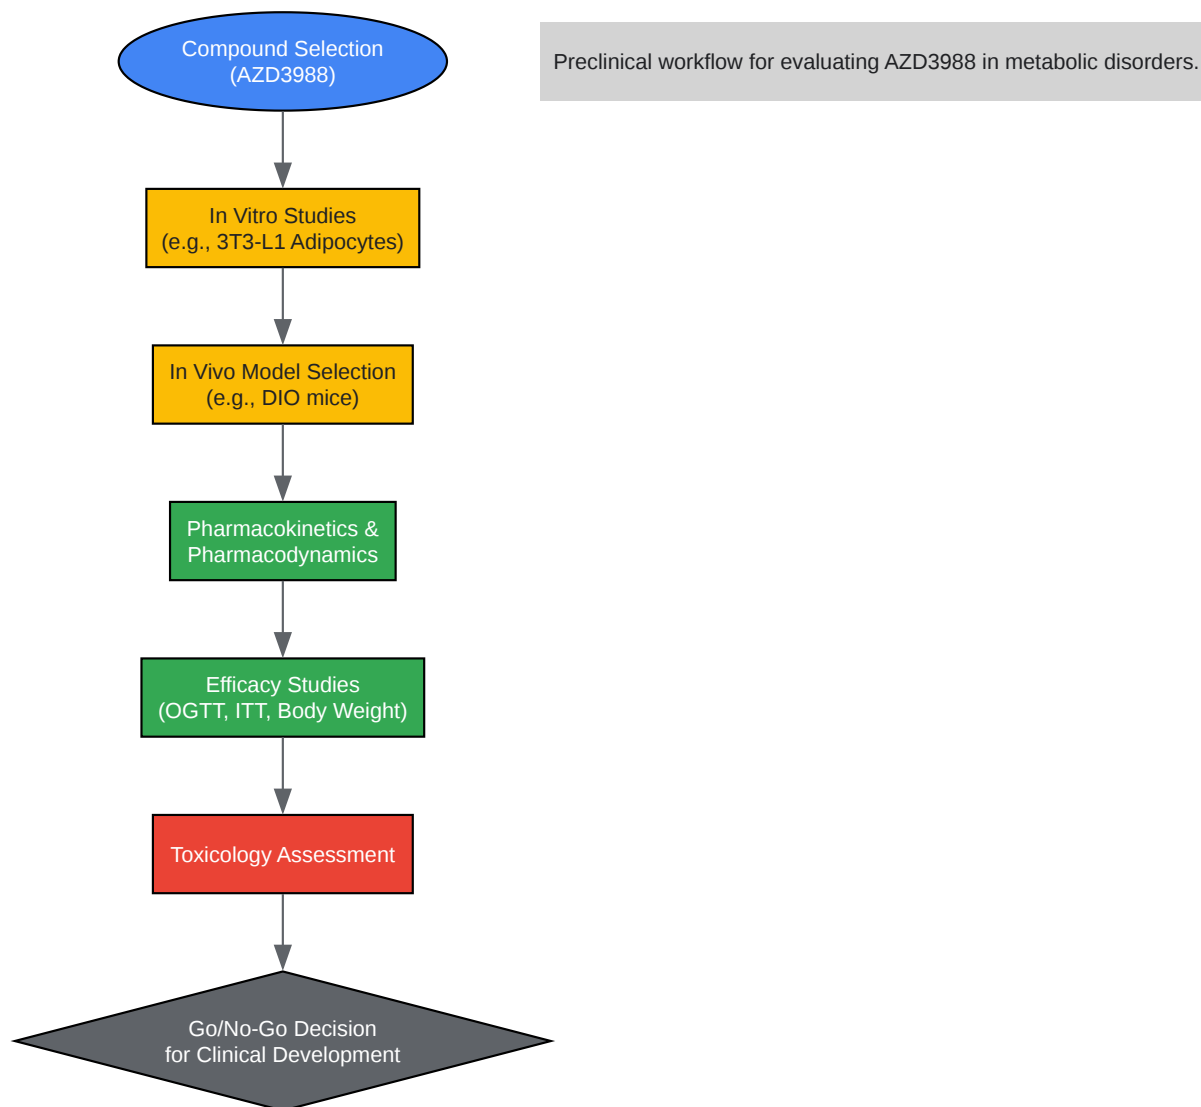 Compound Selection
(AZD3988)
Preclinical workflow for evaluating AZD3988 in metabolic disorders.
In Vitro Studies
(e.g., 3T3-L1 Adipocytes)
In Vivo Model Selection
(e.g., DIO mice)
Pharmacokinetics &
Pharmacodynamics
Efficacy Studies
(OGTT, ITT, Body Weight)
Toxicology Assessment
Go/No-Go Decision
for Clinical Development